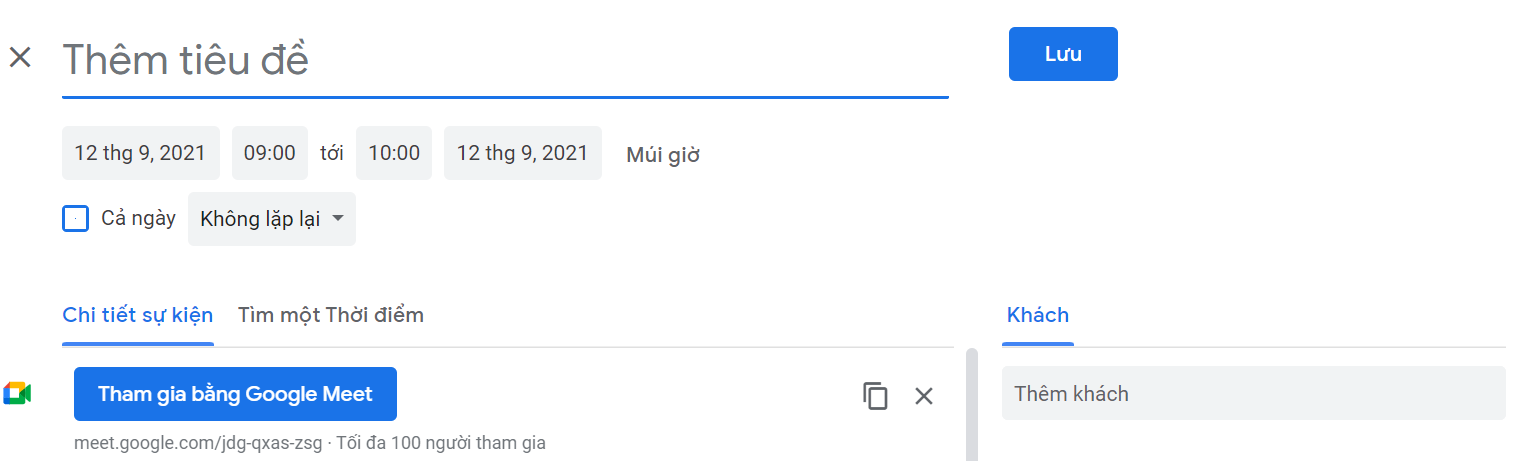 Thêm tiêu đề
Lưu
12 thg 9, 2021 09:00 tới 10:00 12 thg 9, 2021 Múi giờ
Cả ngày Không lặp lại
Chi tiết sự kiện Tìm một Thời điểm
Khách
Tham gia bằng Google Meet
Thêm khách
meet.google.com/jdg-qxas-zsg · Tối đa 100 người tham gia